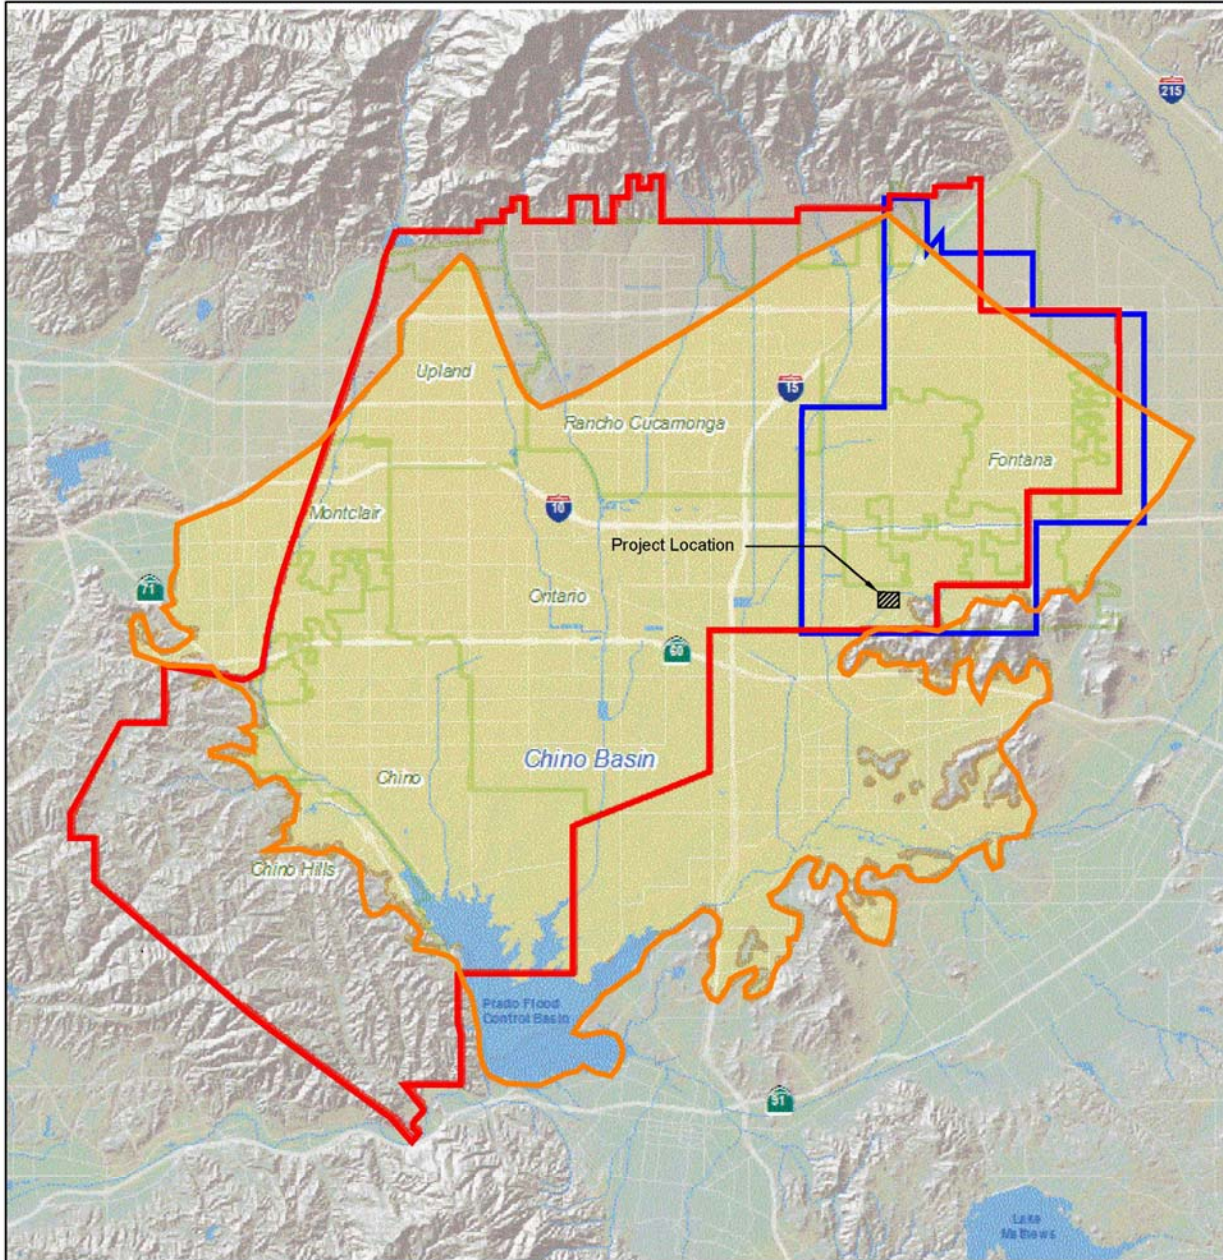 215
Upland
15
Rancho Cucamonga
Fontana
10
Montclair
Project Location
71
Ontario
60
Chino Basin
Chino
Chino Hills
Prado Flood
Control Basin
91
Lake
Mathews